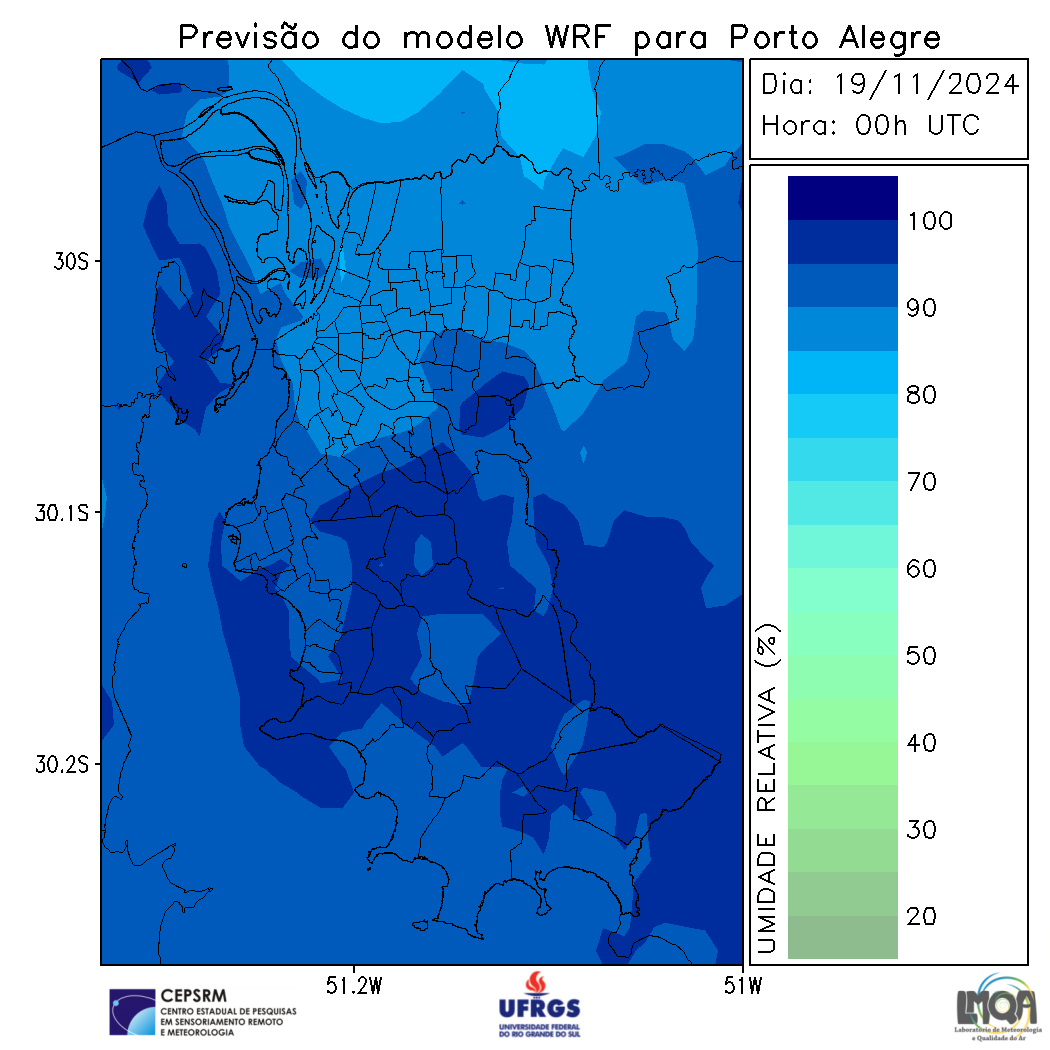 Previsão do modelo WRF para Porto Alegre
Dia: 19/11/2024
Hora: 00h UTC
30S
30.1S
30.2S
51.2W
51W
100
90
80
70
60
50
40
30
20
UMIDADE RELATIVA (%)
CEPSRM
CENTRO ESTADUAL DE PESQUISAS
EM SENSORIAMENTO REMOTO
E METEOROLOGIA
UFRGS
UNIVERSIDADE FEDERAL
DO RIO GRANDE DO SUL
LMQA
Laboratório de Meteorologia
e Qualidade do Ar